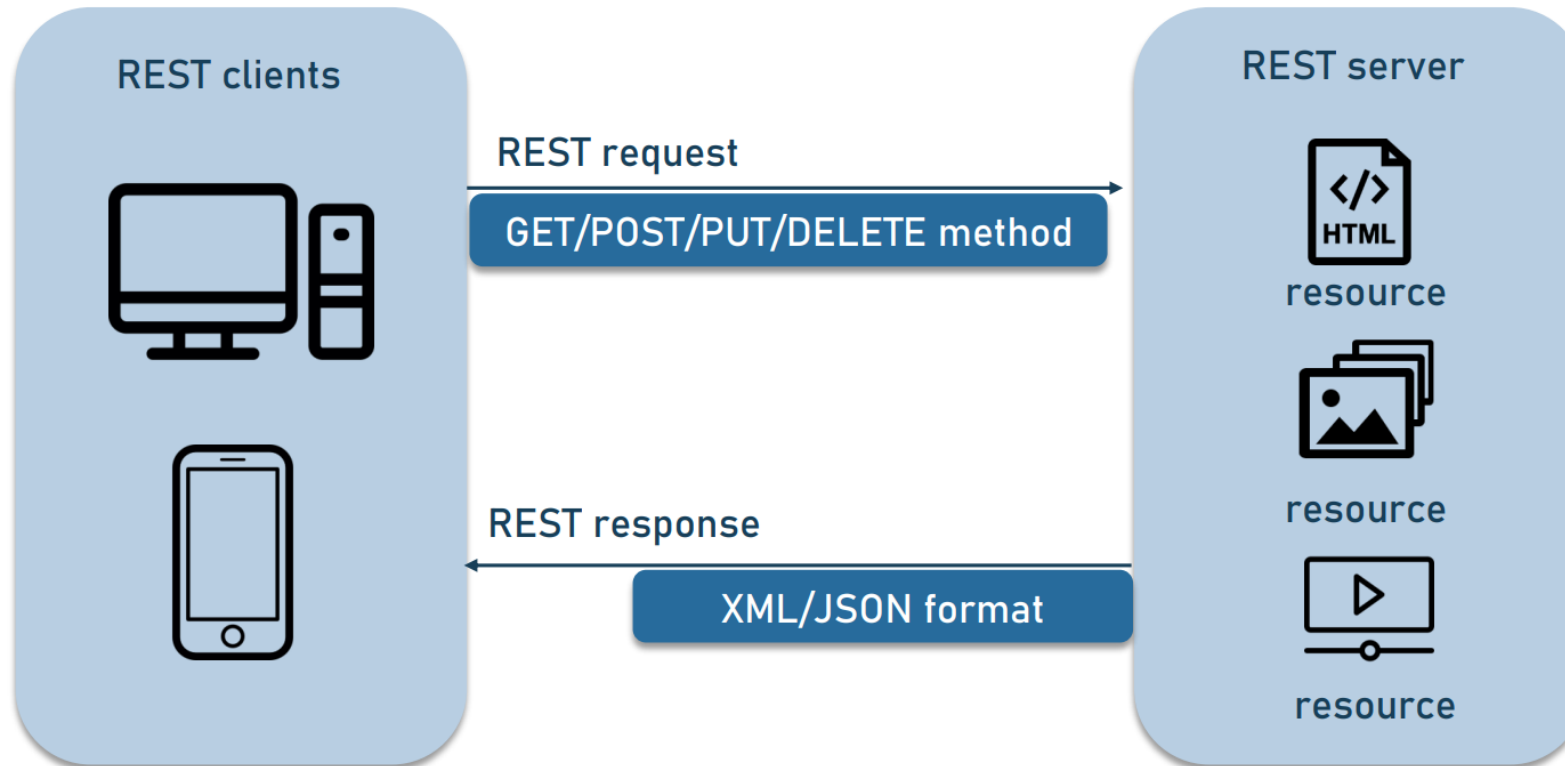 REST clients
REST server
REST request
GET/POST/PUT/DELETE method
</>
HTML
resource
resource
REST response
XML/JSON format
resource